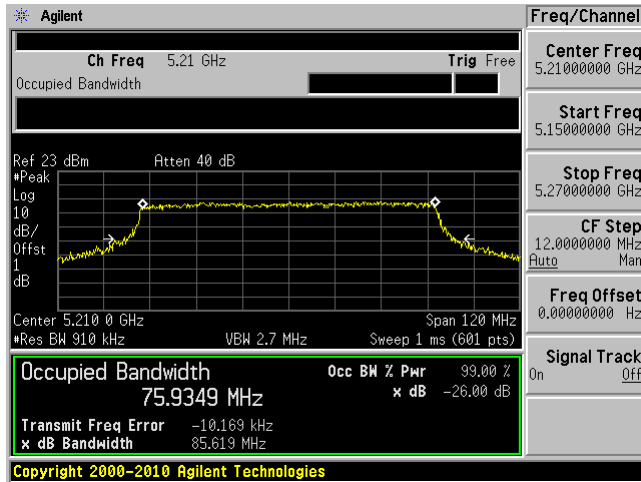 Agilent
Ch Freq 5.21 GHz Trig Free
Occupied Bandwidth
Ref 23 dBm Atten 40 dB
#Peak
Log
10
dB/
Offst
1
dB
Center 5.210 0 GHz Span 120 MHz
#Res BW 910 kHz VBW 2.7 MHz Sweep 1 ms (601 pts)
Occupied Bandwidth Occ BW % Pwr 99.00 %
75.9349 MHz x dB -26.00 dB
Transmit Freq Error -10.169 kHz
x dB Bandwidth 85.619 MHz
Copyright 2000-2010 Agilent Technologies
Freq/Channel
Center Freq
5.21000000 GHz
Start Freq
5.15000000 GHz
Stop Freq
5.27000000 GHz
CF Step
12.0000000 MHz
Auto Man
Freq Offset
0.00000000 Hz
Signal Track
On Off